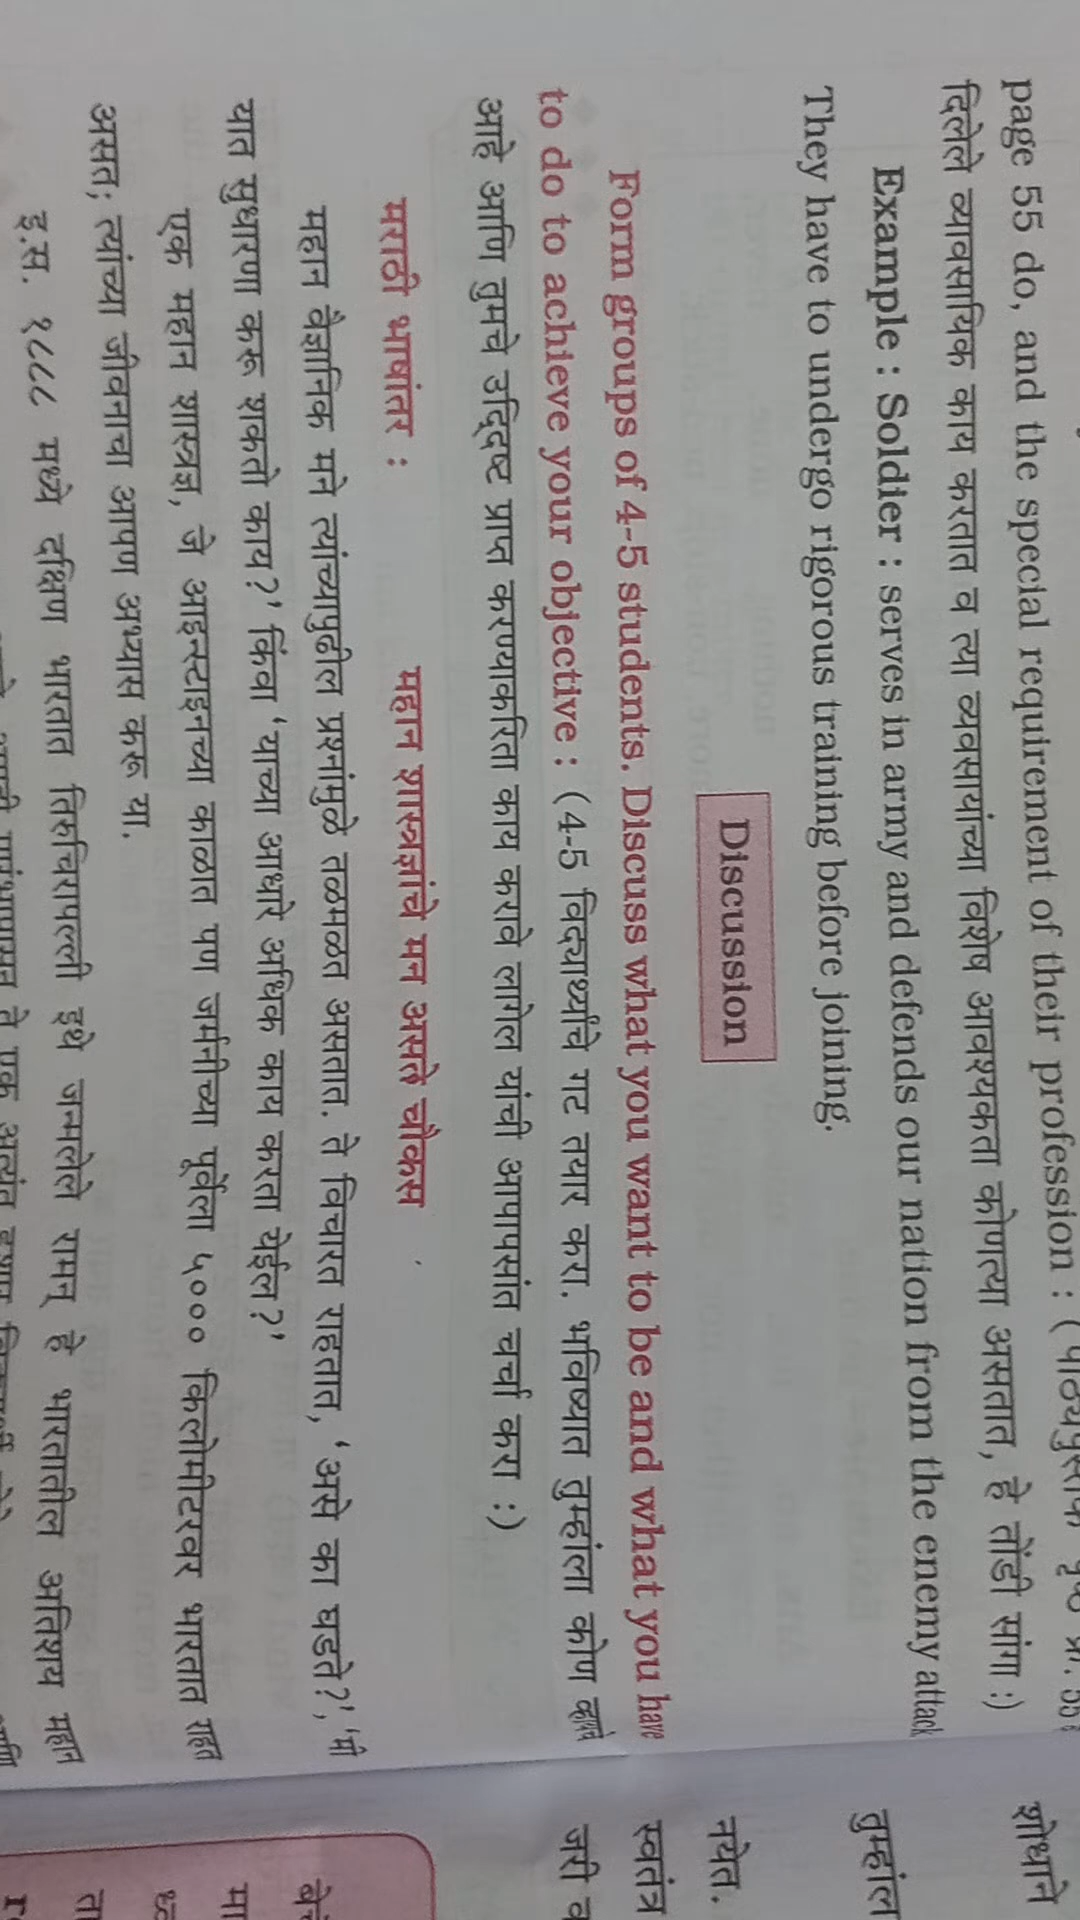 page 55 do, and the special requirement of their profession : (पाठ्यपुस्तक
दिलेले व्यावसायिक काय करतात व त्या व्यवसायांच्या विशेष आवश्यकता कोणत्या असतात, हे तोंडी सांगा :)
Example : Soldier : serves in army and defends our nation from the enemy attack
They have to undergo rigorous training before joining.
Discussion
Form groups of 4-5 students. Discuss what you want to be and what you have
to do to achieve your objective : (4-5 विद्यार्थ्यांचे गट तयार करा. भविष्यात तुम्हांला कोण व्हायचे
आहे आणि तुमचे उद्दिष्ट प्राप्त करण्याकरिता काय करावे लागेल यांची आपापसांत चर्चा करा :)
मराठी भाषांतर :
महान शास्त्रज्ञांचे मन असते चौकस
महान वैज्ञानिक मने त्यांच्यापुढील प्रश्नांमुळे तळमळत असतात. ते विचारत राहतात, 'असे का घडते?', 'मी
यात सुधारणा करू शकतो काय?' किंवा 'याच्या आधारे अधिक काय करता येईल?'
एक महान शास्त्रज्ञ, जे आइन्स्टाइनच्या काळात पण जर्मनीच्या पूर्वेला ५००० किलोमीटरवर भारतात राहत
असत; त्यांच्या जीवनाचा आपण अभ्यास करू या.
इ.स. १८८८ मध्ये दक्षिण भारतात तिरुचिरापल्ली इथे जन्मलेले रामन् हे भारतातील अतिशय महान
शोधाने
तुम्हांल
नयेत.
स्वतंत्र
जरी व